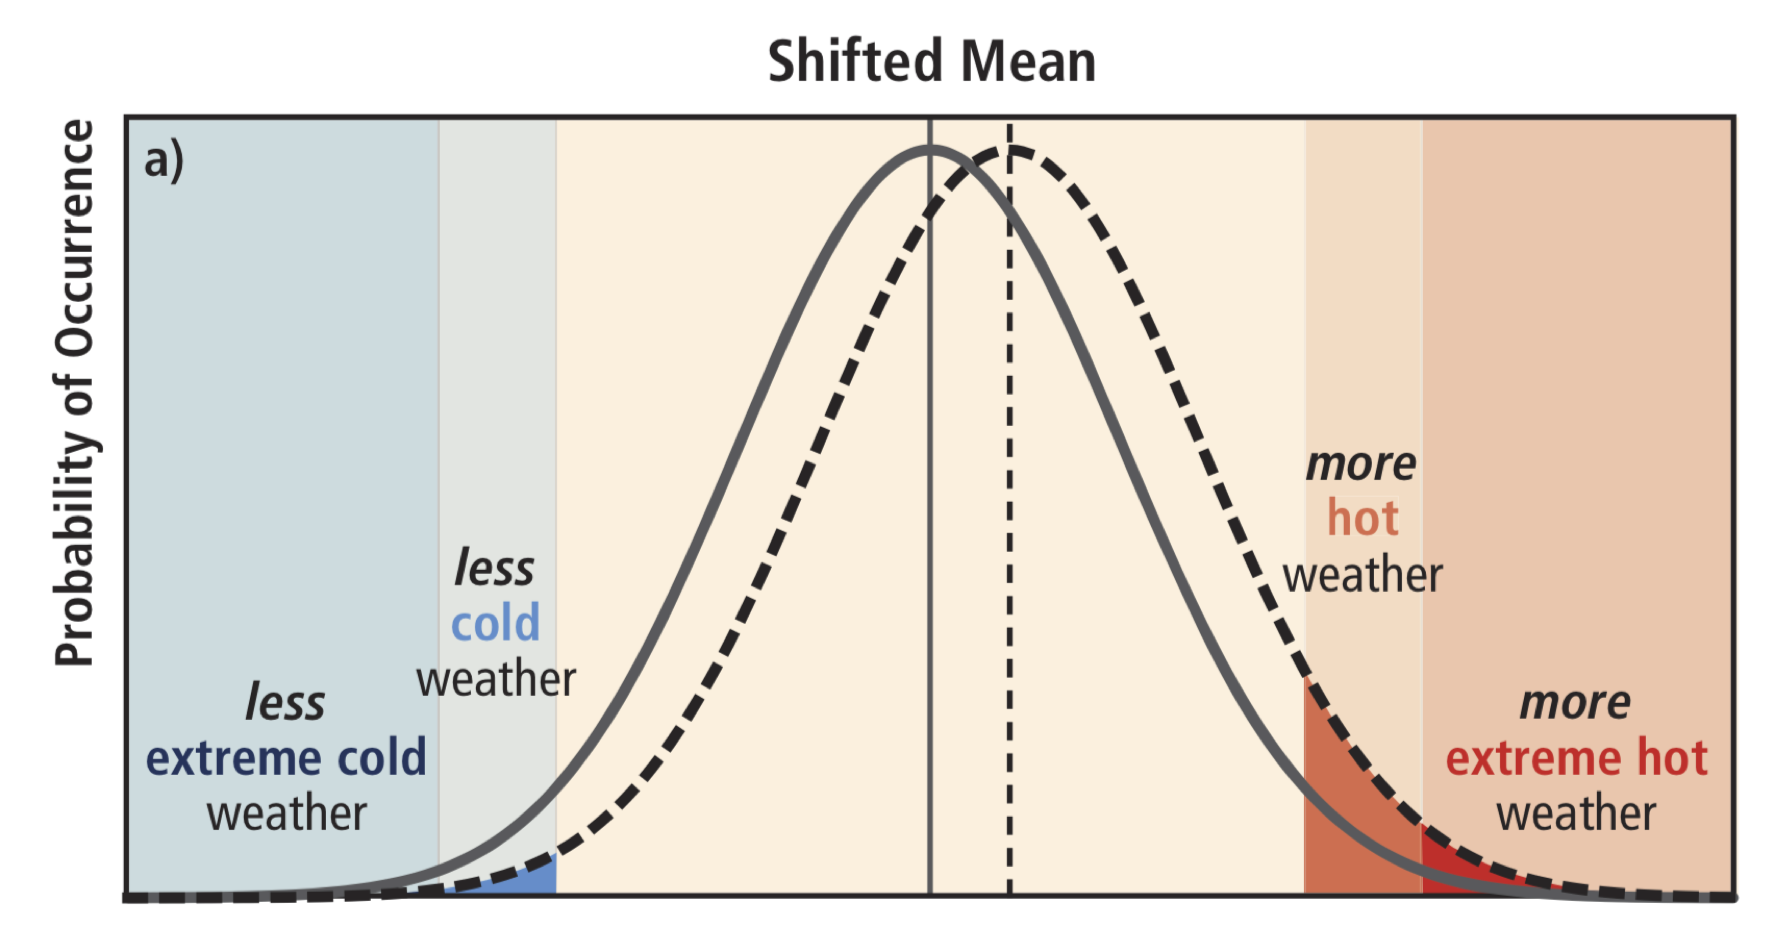 Shifted Mean
Probability of Occurrence
a)
less
extreme cold
weather
less
cold
weather
more
hot
weather
more
extreme hot
weather